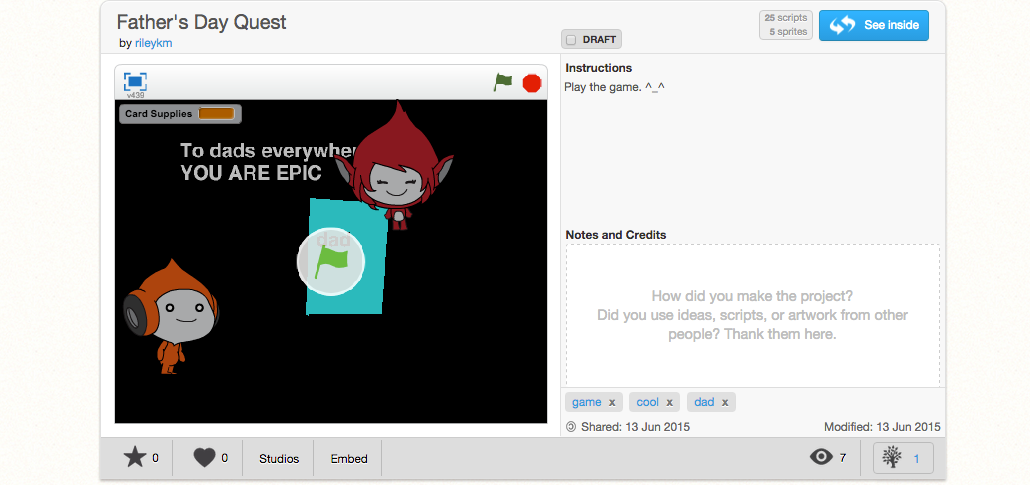 Father's Day Quest
by rileykm
25 scripts
5 sprites
See inside
DRAFT
v439
Card Supplies
To dads everywher
YOU ARE EPIC
dad
Instructions
Play the game. ^_^
Notes and Credits
How did you make the project?
Did you use ideas, scripts, or artwork from other
people? Thank them here.
game x cool x dad x
Shared: 13 Jun 2015 Modified: 13 Jun 2015
0 0 Studios Embed 7 1